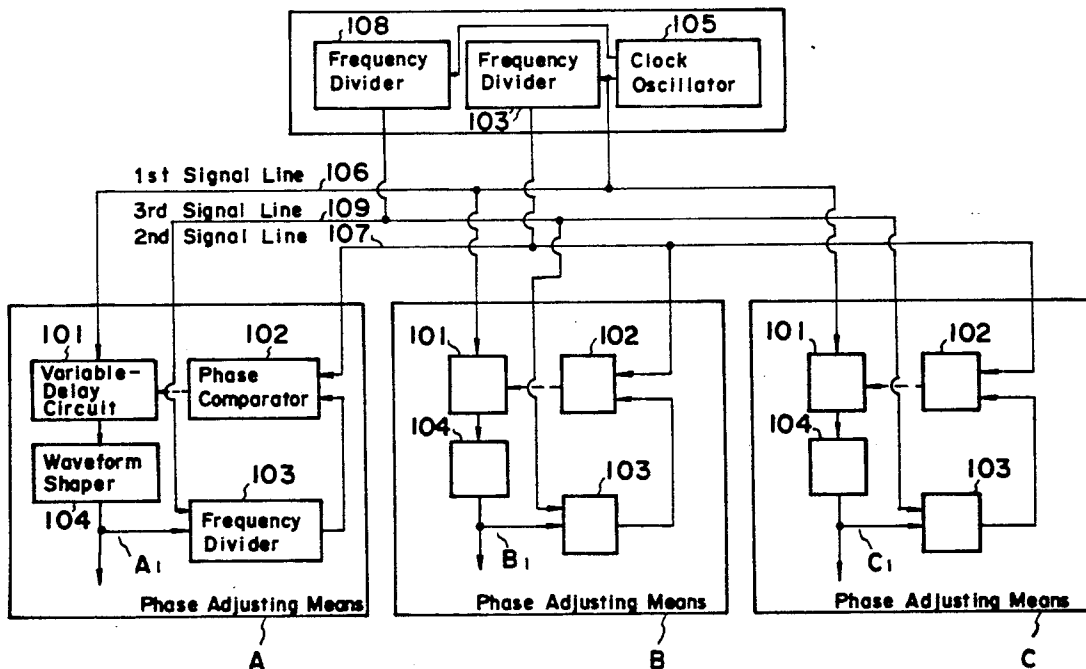 108
105
Frequency
Divider
Frequency
Divider
Clock
Oscillator
103
1st Signal Line
106
3rd Signal Line
109
2nd Signal Line
107
101
102
Variable-
Delay
Circuit
Phase
Comparator
Waveform
Shaper
104
103
Frequency
Divider
A1
Phase Adjusting Means
A
101
102
104
103
B1
Phase Adjusting Means
B
101
102
104
103
C1
Phase Adjusting Means
C